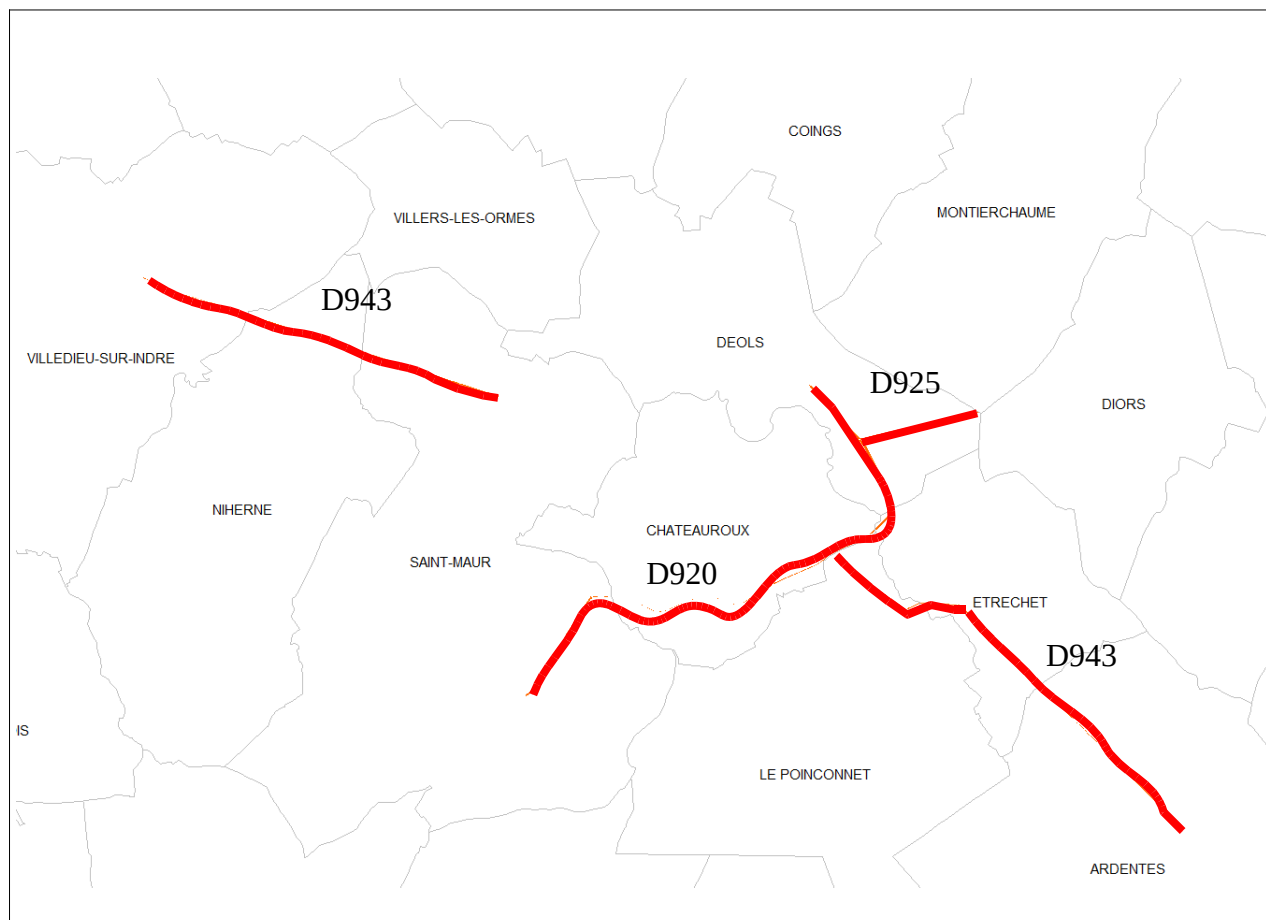 COINGS
VILLERS-LES-ORMES
MONTIERCHAUME
D943
DEOLS
VILLEDIEU-SUR-INDRE
D925
DIORS
NIHERNE
CHATEAUROUX
SAINT-MAUR
D920
ETRECHET
D943
IS
LE POINCONNET
ARDENTES